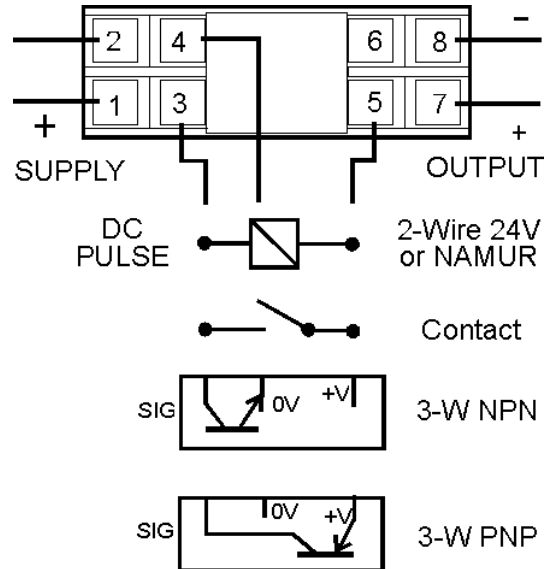 2 4 6 8 -
1 3 5 7
+ +
SUPPLY OUTPUT
DC
PULSE
2-Wire 24V
or NAMUR
Contact
SIG 0V +V 3-W NPN
SIG 0V +V 3-W PNP